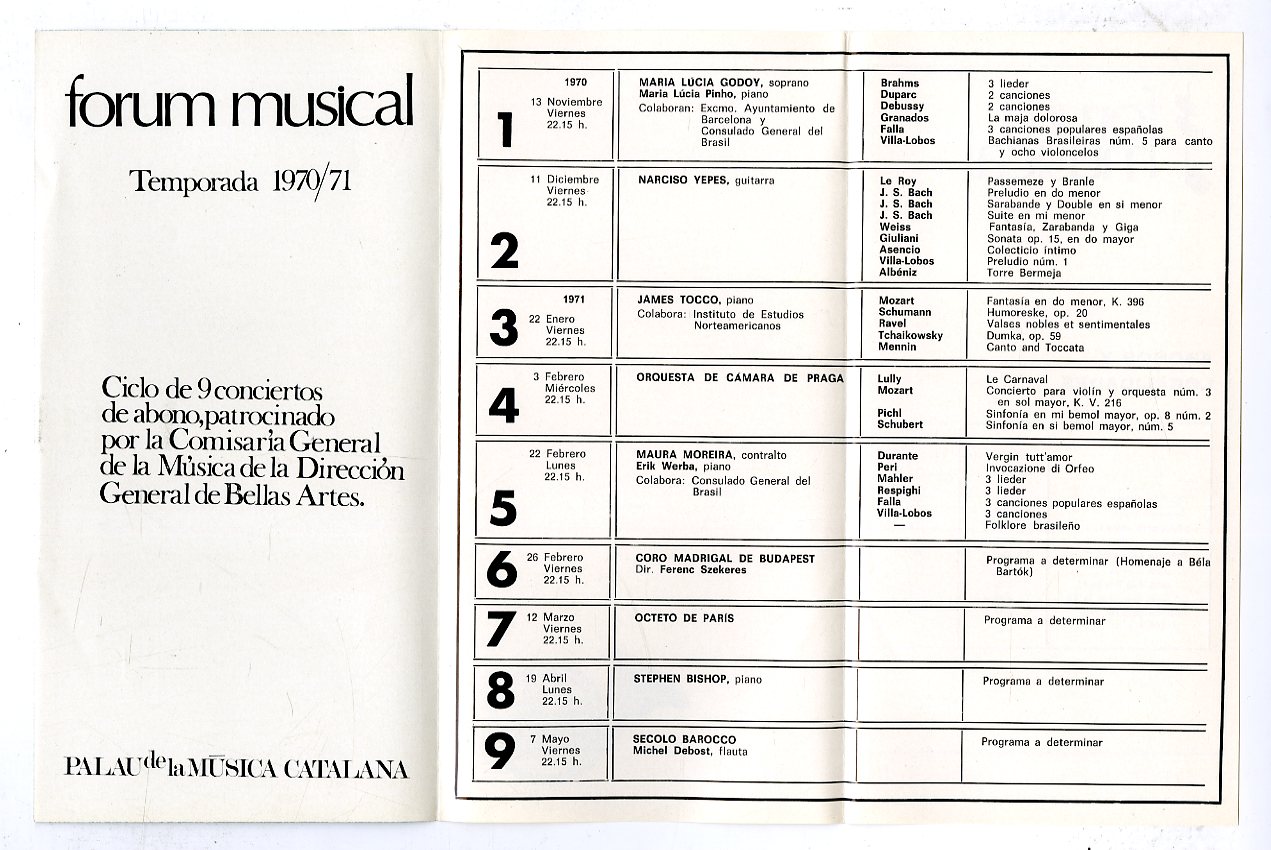 forum musical
Temporada 1970/71
Ciclo de 9 conciertos
de abono, patrocinado
por la Comisaría General
de la Música de la Dirección
General de Bellas Artes.
PALAU de la MÚSICA CATALANA
1
1970
13 Noviembre
Viernes
22.15 h.
MARIA LÚCIA GODOY, soprano
Maria Lúcia Pinho, piano
Colaboran: Excmo. Ayuntamiento de
Barcelona y
Consulado General del
Brasil
Brahms 3 lieder
Duparc 2 canciones
Debussy 2 canciones
Granados La maja dolorosa
Falla 3 canciones populares españolas
Villa-Lobos Bachianas Brasileiras núm. 5 para canto
y ocho violoncelos
2
11 Diciembre
Viernes
22.15 h.
NARCISO YEPES, guitarra
Le Roy Passemeze y Branle
J. S. Bach Preludio en do menor
J. S. Bach Sarabande y Double en si menor
J. S. Bach Suite en mi menor
Weiss Fantasía, Zarabanda y Giga
Giuliani Sonata op. 15, en do mayor
Asencio Colecticio íntimo
Villa-Lobos Preludio núm. 1
Albéniz Torre Bermeja
3
1971
22 Enero
Viernes
22.15 h.
JAMES TOCCO, piano
Colabora: Instituto de Estudios
Norteamericanos
Mozart Fantasía en do menor, K. 396
Schumann Humoreske, op. 20
Ravel Valses nobles et sentimentales
Tchaikowsky Dumka, op. 59
Mennin Canto and Toccata
4
3 Febrero
Miércoles
22.15 h.
ORQUESTA DE CÁMARA DE PRAGA
Lully Le Carnaval
Mozart Concierto para violín y orquesta núm. 3
en sol mayor, K. V. 216
Pichl Sinfonía en mi bemol mayor, op. 8 núm. 2
Schubert Sinfonía en si bemol mayor, núm. 5
5
22 Febrero
Lunes
22.15 h.
MAURA MOREIRA, contralto
Erik Werba, piano
Colabora: Consulado General del
Brasil
Durante Vergin tutt'amor
Peri Invocazione di Orfeo
Mahler 3 lieder
Respighi 3 lieder
Falla 3 canciones populares españolas
Villa-Lobos 3 canciones
— Folklore brasileño
6
26 Febrero
Viernes
22.15 h.
CORO MADRIGAL DE BUDAPEST
Dir. Ferenc Szekeres
Programa a determinar (Homenaje a Béla
Bartók)
7
12 Marzo
Viernes
22.15 h.
OCTETO DE PARÍS
Programa a determinar
8
19 Abril
Lunes
22.15 h.
STEPHEN BISHOP, piano
Programa a determinar
9
7 Mayo
Viernes
22.15 h.
SECOLO BAROCCO
Michel Debost, flauta
Programa a determinar